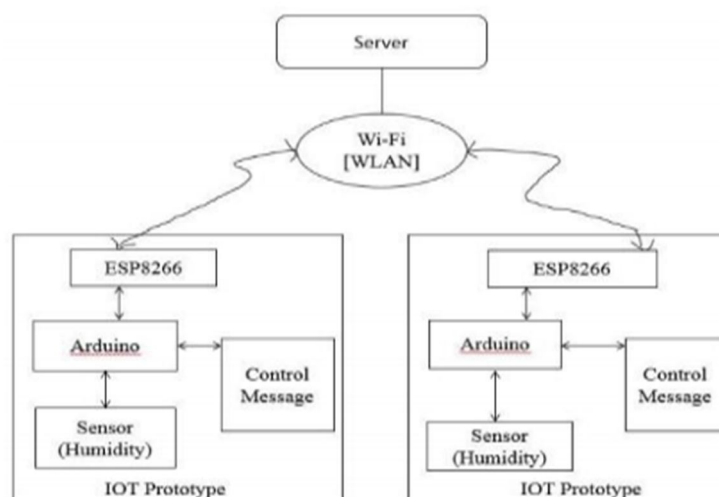 Server
Wi-Fi
[WLAN]
ESP8266
Arduino
Control
Message
Sensor
(Humidity)
IOT Prototype
ESP8266
Arduino
Control
Message
Sensor
(Humidity)
IOT Prototype